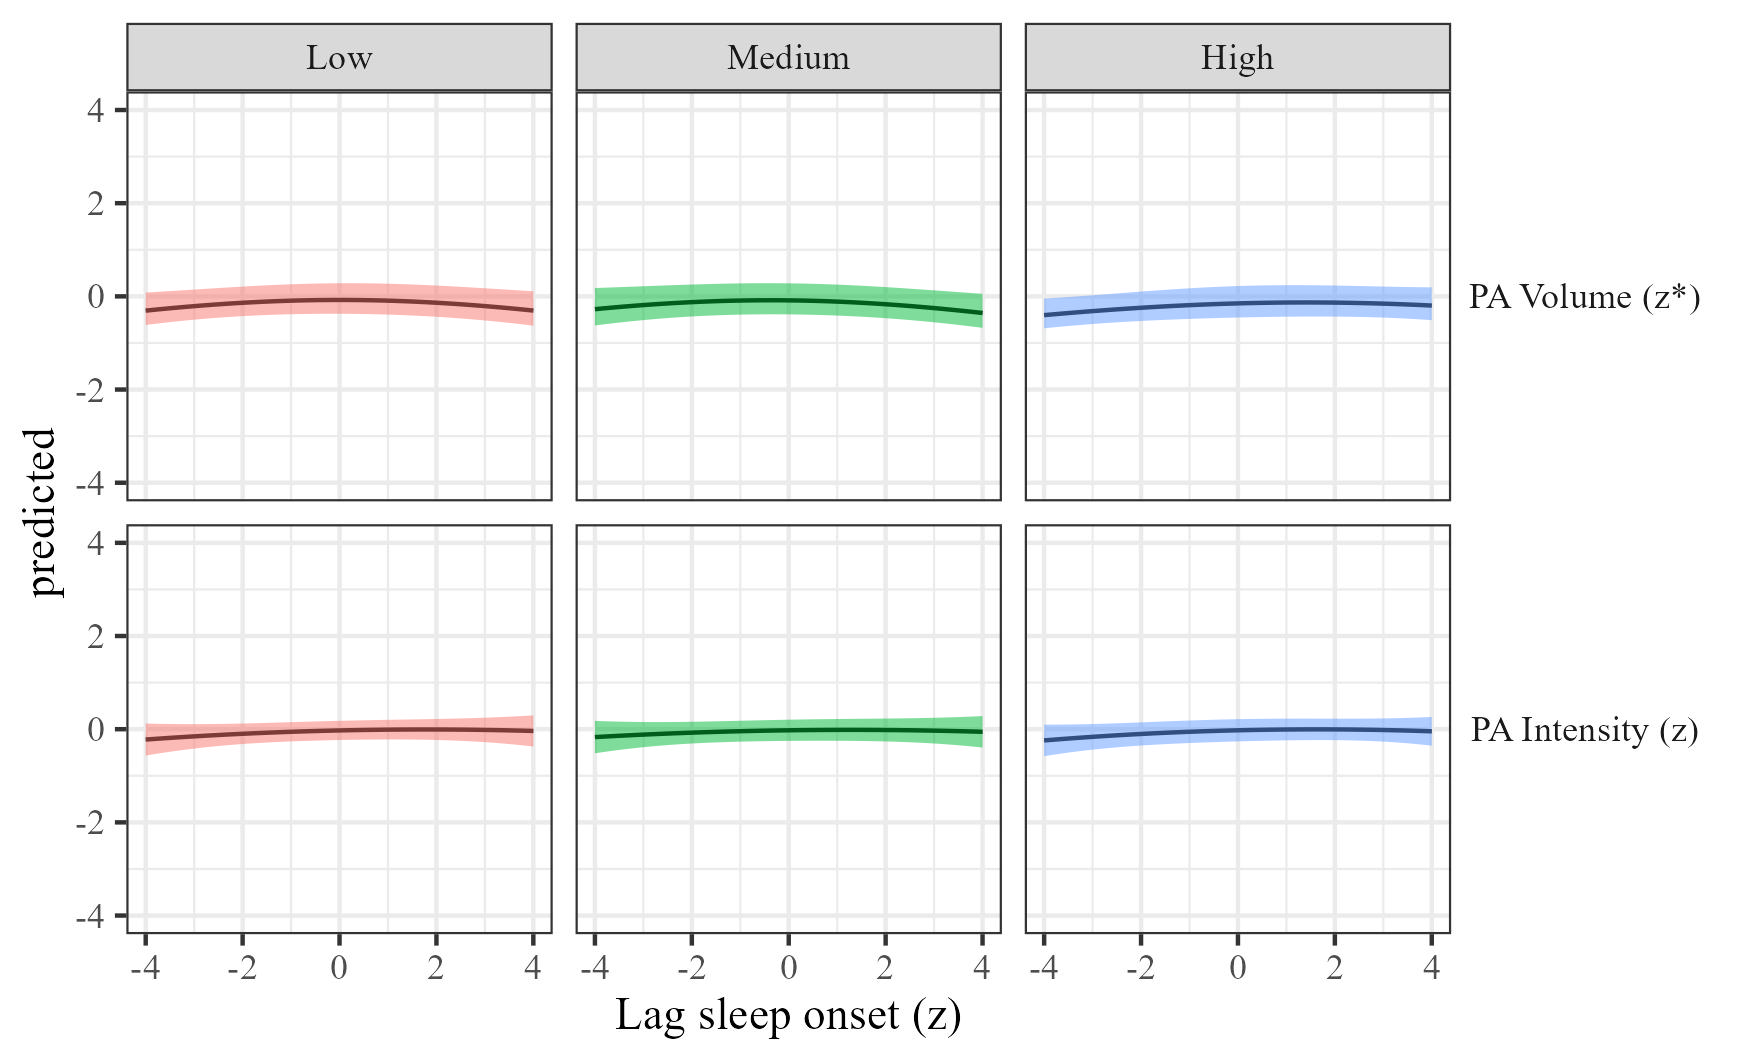 Low Medium High
4
2
0
-2
-4
PA Volume (z*)
predicted
4
2
0
-2
-4
PA Intensity (z)
-4 -2 0 2 4 -4 -2 0 2 4 -4 -2 0 2 4
Lag sleep onset (z)